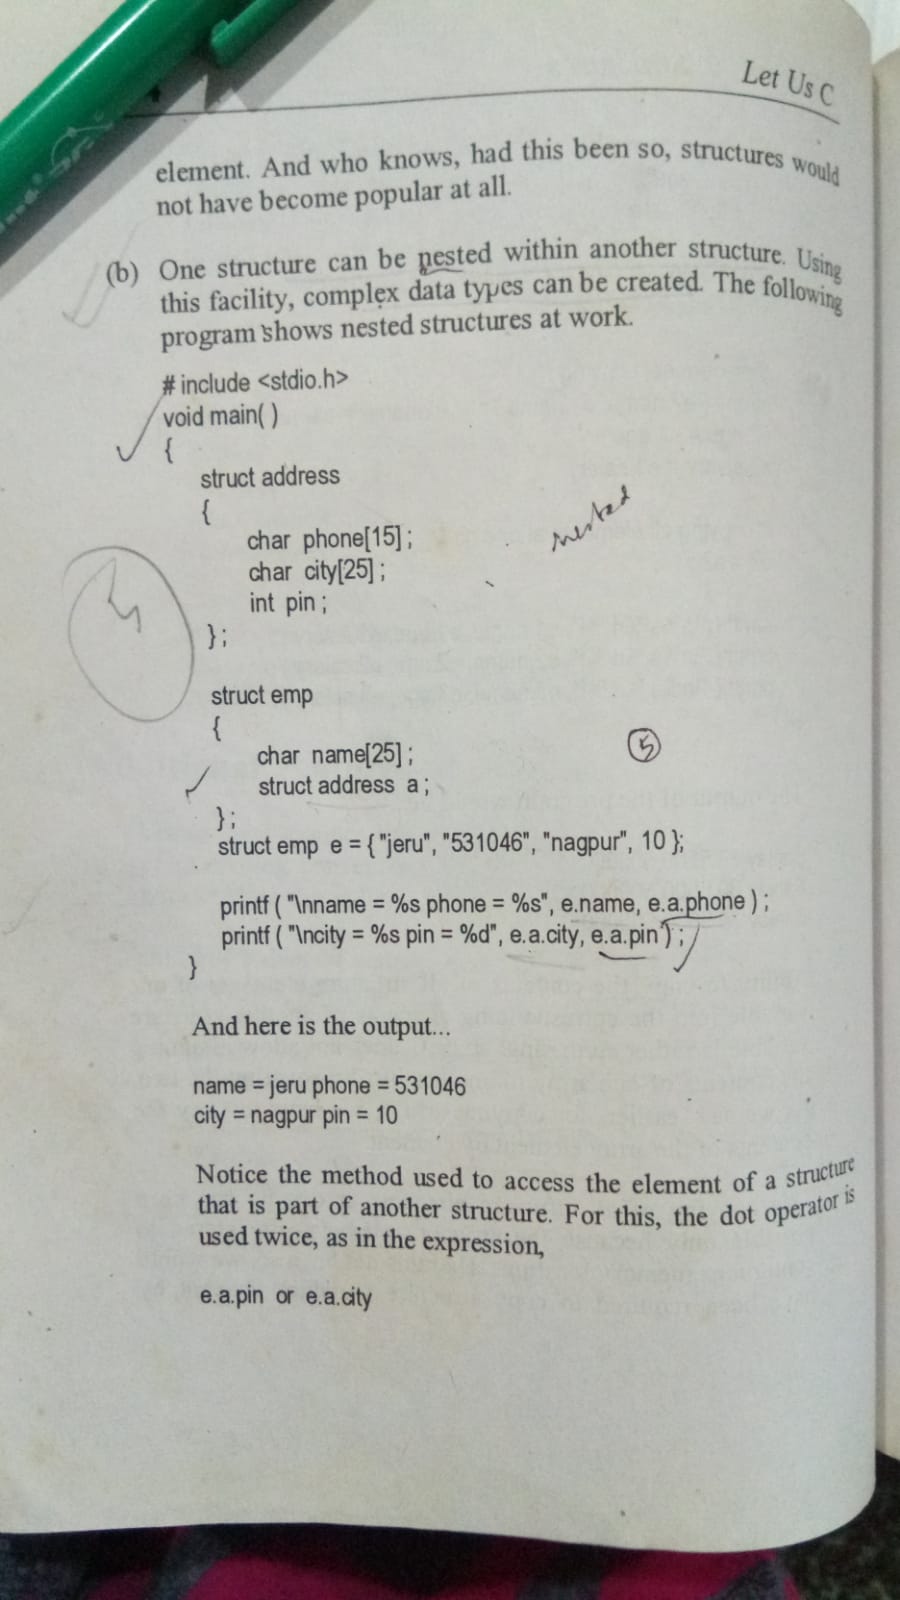 Let Us C
element. And who knows, had this been so, structures would
not have become popular at all.
(b) One structure can be nested within another structure. Using
this facility, complex data types can be created. The following
program shows nested structures at work.
# include <stdio.h>
void main( )
{
struct address
{
char phone[15] ;
char city[25] ;
int pin ;
} ;
nested
struct emp
{
char name[25] ;
struct address a ;
} ;
5
struct emp e = { "jeru", "531046", "nagpur", 10 };
printf ( "\nname = %s phone = %s", e.name, e.a.phone ) ;
printf ( "\ncity = %s pin = %d", e.a.city, e.a.pin ) ;
}
And here is the output...
name = jeru phone = 531046
city = nagpur pin = 10
Notice the method used to access the element of a structure
that is part of another structure. For this, the dot operator is
used twice, as in the expression,
e.a.pin or e.a.city